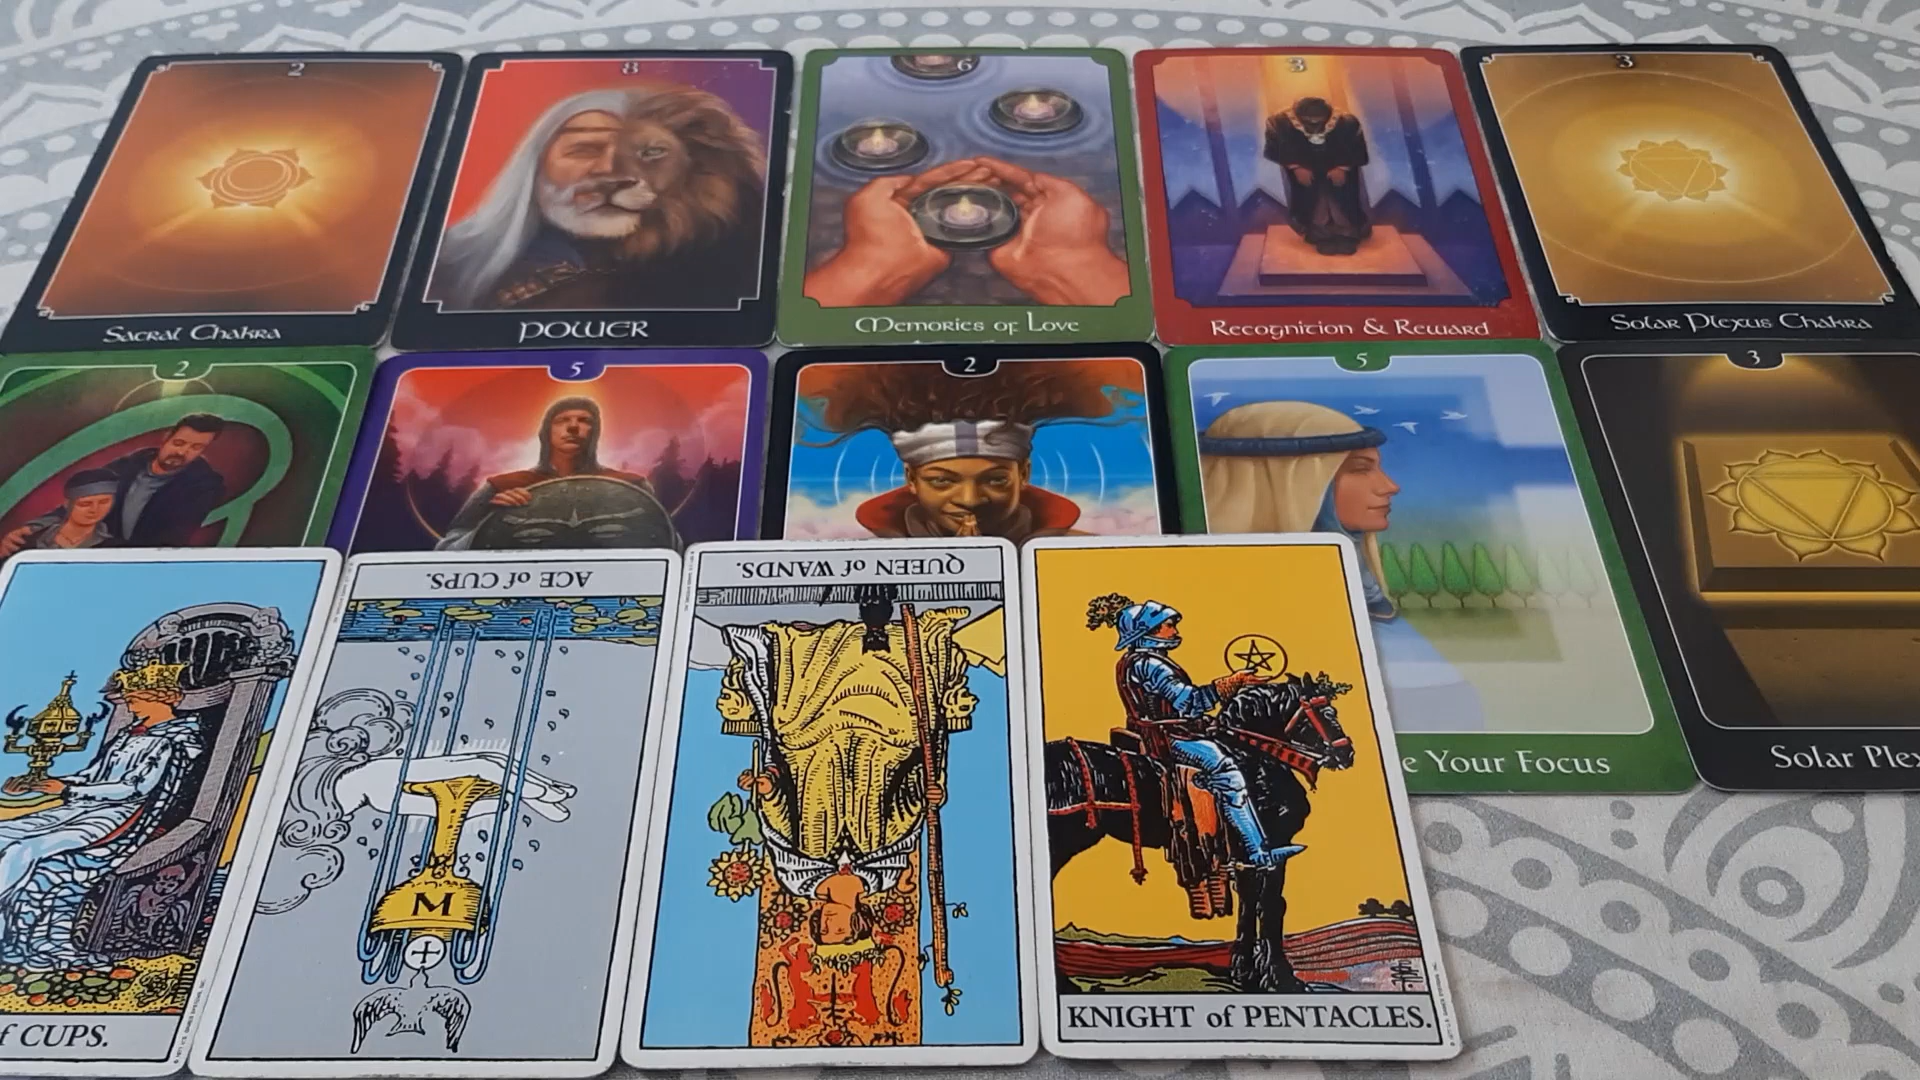 2
8
6
3
3
Sacral Chakra
POWER
Memories of Love
Recognition & Reward
Solar Plexus Chakra
2
5
2
5
3
ACE of CUPS.
QUEEN of WANDS.
e Your Focus
Solar Plex
f CUPS.
M
KNIGHT of PENTACLES.